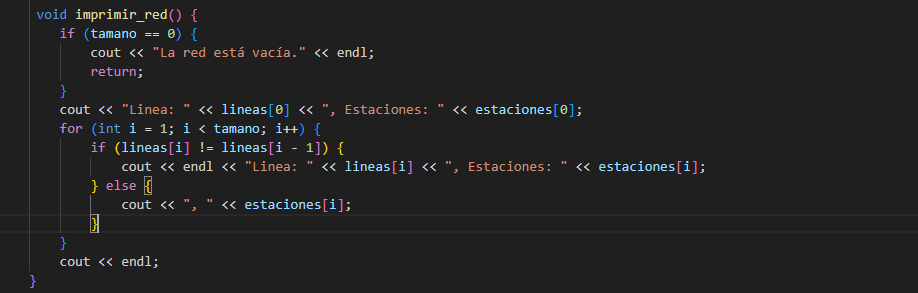 void imprimir_red() {
if (tamano == 0) {
cout << "La red está vacía." << endl;
return;
}
cout << "Linea: " << lineas[0] << ", Estaciones: " << estaciones[0];
for (int i = 1; i < tamano; i++) {
if (lineas[i] != lineas[i - 1]) {
cout << endl << "Linea: " << lineas[i] << ", Estaciones: " << estaciones[i];
} else {
cout << ", " << estaciones[i];
}
}
cout << endl;
}